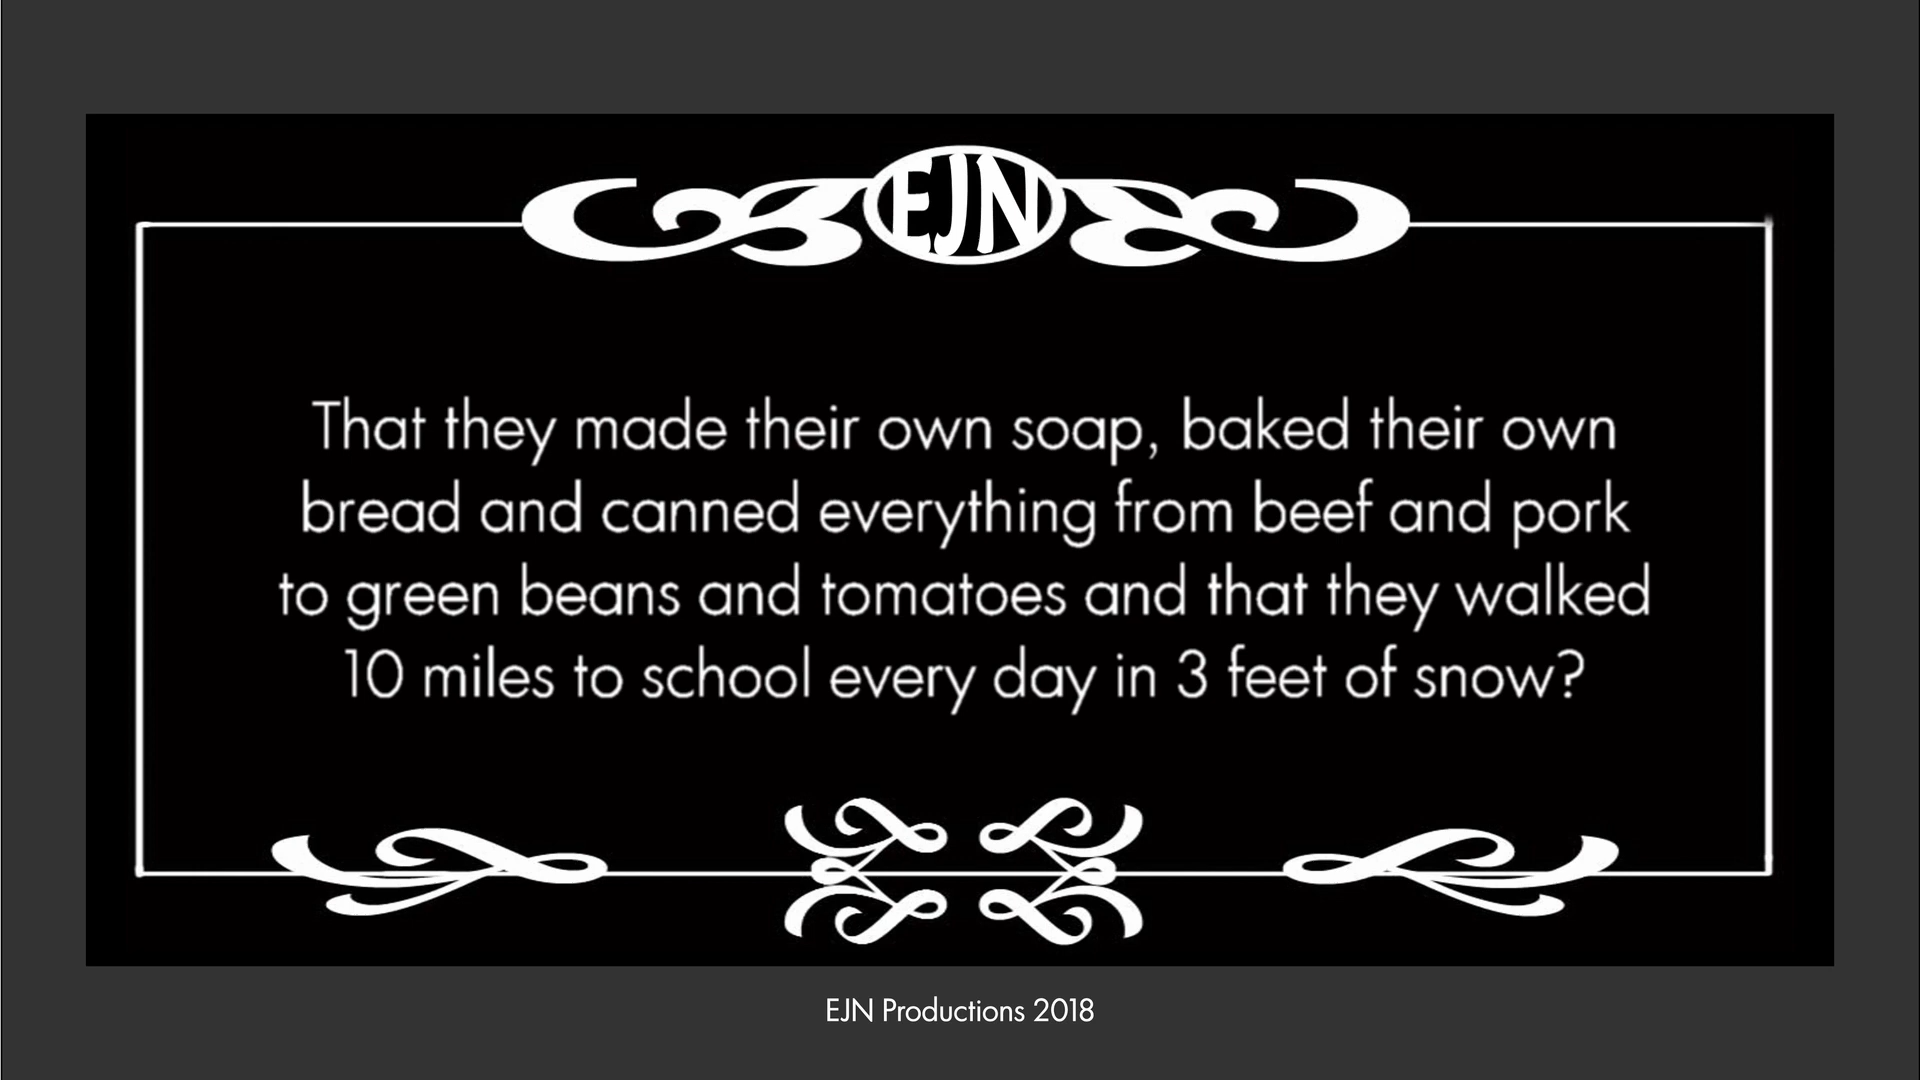 EJN
That they made their own soap, baked their own
bread and canned everything from beef and pork
to green beans and tomatoes and that they walked
10 miles to school every day in 3 feet of snow?
EJN Productions 2018